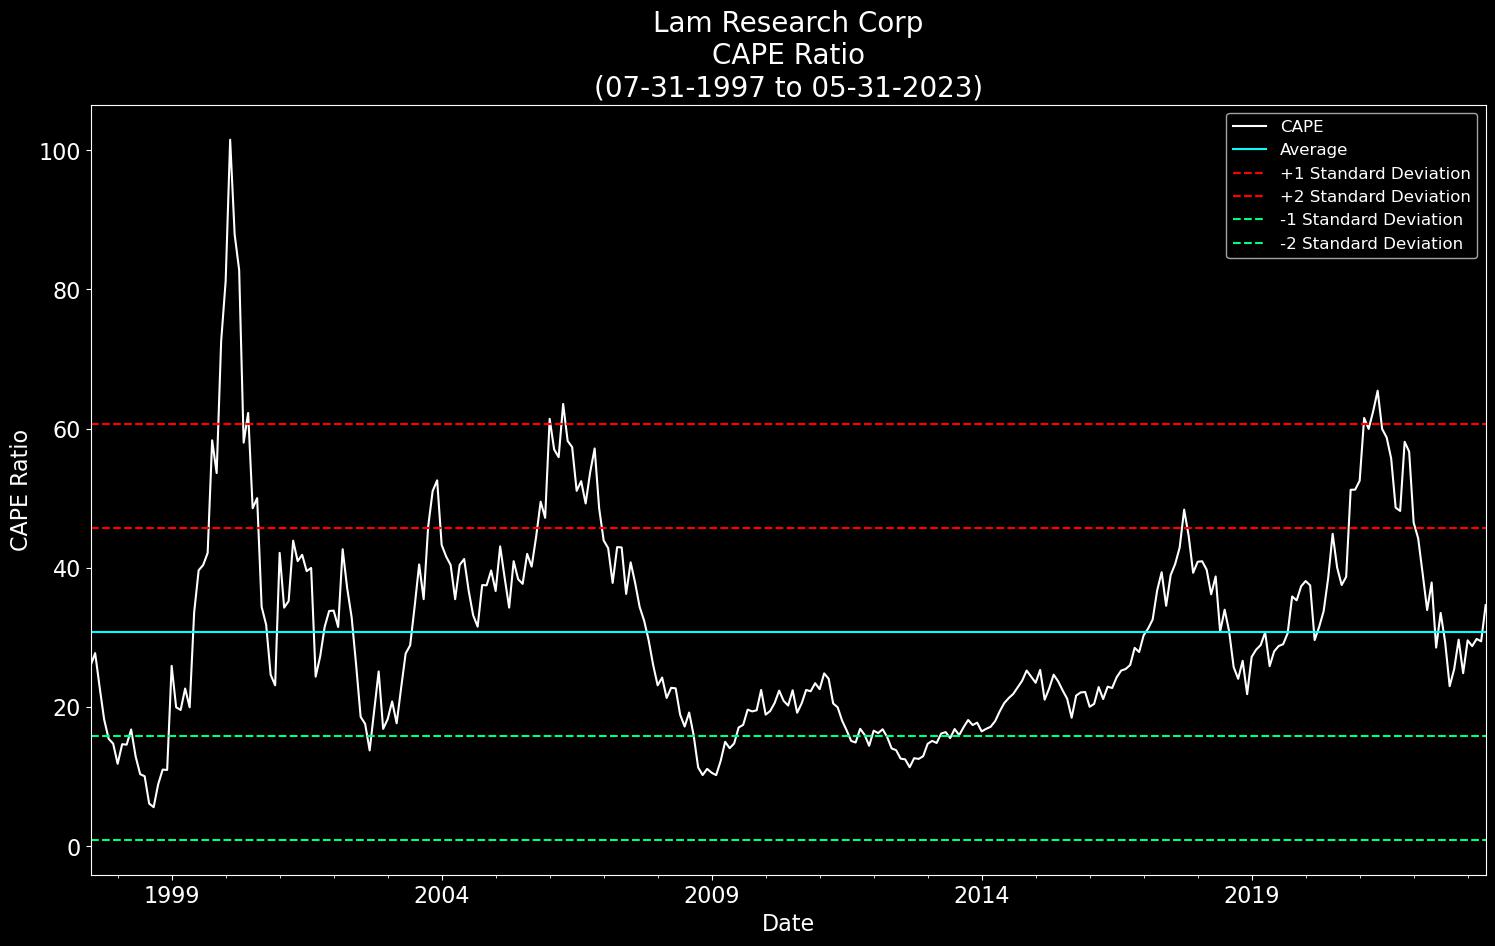 Lam Research Corp
CAPE Ratio
(07-31-1997 to 05-31-2023)
CAPE
Average
+1 Standard Deviation
+2 Standard Deviation
-1 Standard Deviation
-2 Standard Deviation
100
80
60
40
20
0
CAPE Ratio
1999 2004 2009 2014 2019
Date